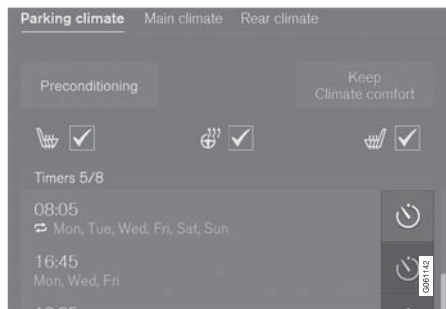 Parking climate Main climate Rear climate
Preconditioning
Keep
Climate comfort
Timers 5/8
08:05
Mon, Tue, Wed, Fri, Sat, Sun
16:45
Mon, Wed, Fri
G061142